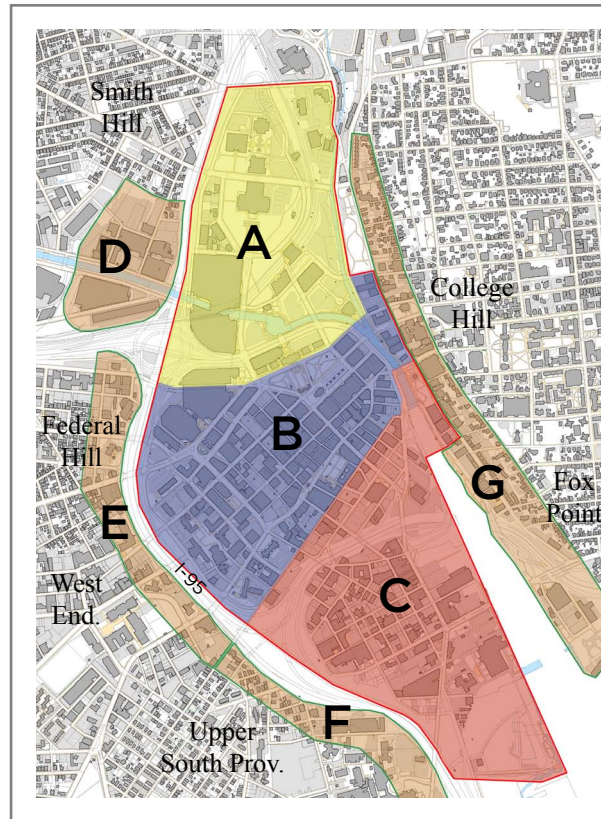 Smith
Hill
A
D
College
Hill
B
Federal
Hill
G
Fox
Point
E
I-95
West
End.
C
F
Upper
South Prov.